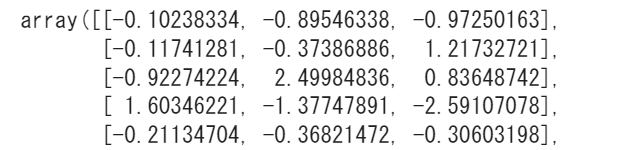 array([[-0.10238334, -0.89546338, -0.97250163],
[-0.11741281, -0.37386886, 1.21732721],
[-0.92274224, 2.49984836, 0.83648742],
[ 1.60346221, -1.37747891, -2.59107078],
[-0.21134704, -0.36821472, -0.30603198],